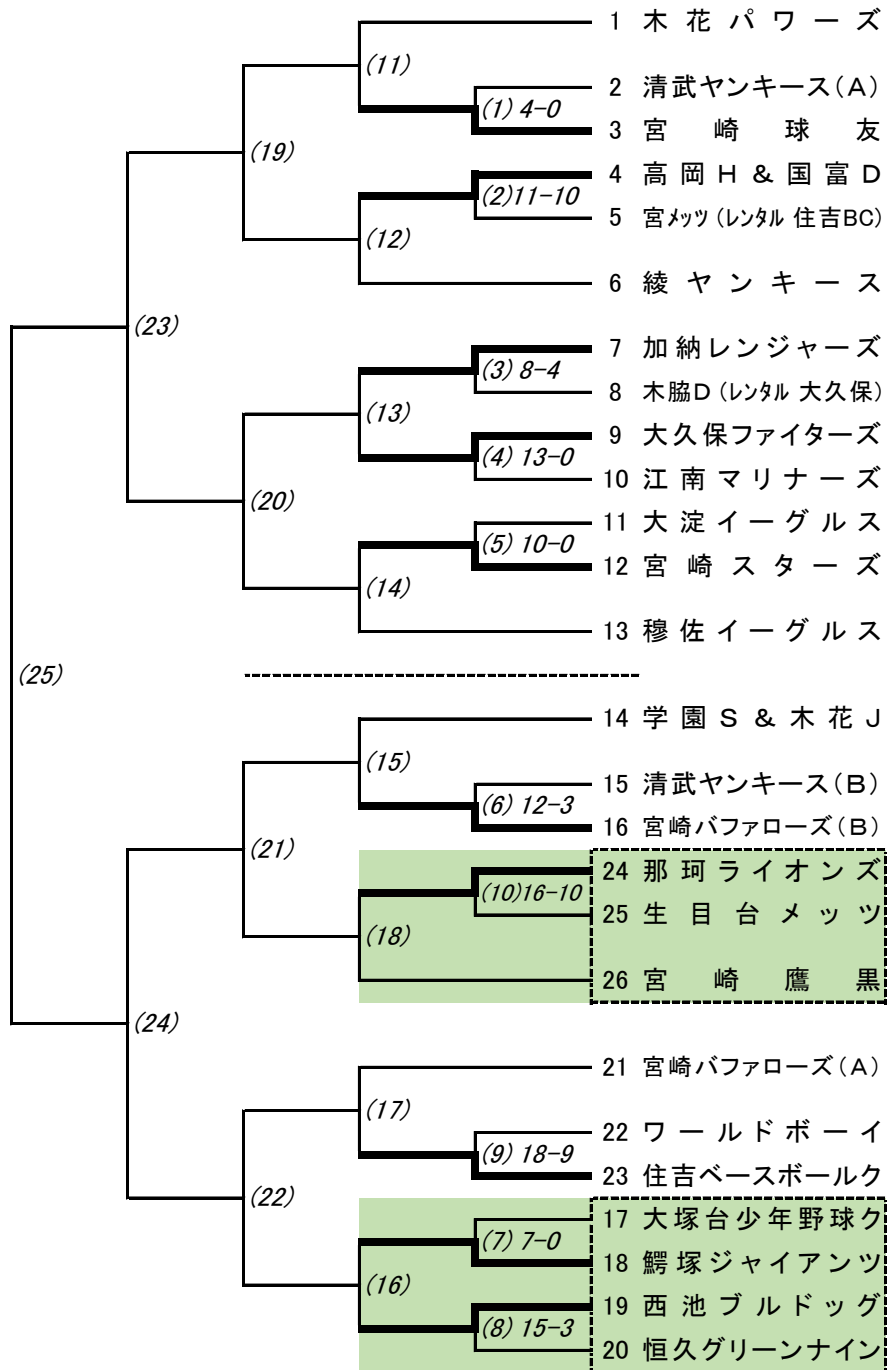 1 木花パワーズ
(11)
2 清武ヤンキース(A)
(1) 4-0
3 宮崎球友
(19)
4 高岡H&国富D
(2)11-10
5 宮メッツ(レンタル 住吉BC)
(12)
6 綾ヤンキース
(23)
7 加納レンジャーズ
(3) 8-4
8 木脇D(レンタル 大久保)
(13)
9 大久保ファイターズ
(4) 13-0
10 江南マリナーズ
(20)
11 大淀イーグルス
(5) 10-0
12 宮崎スターズ
(14)
13 穆佐イーグルス
(25)
14 学園S&木花J
(15)
15 清武ヤンキース(B)
(6) 12-3
16 宮崎バファローズ(B)
(21)
24 那珂ライオンズ
(10)16-10
25 生目台メッツ
(18)
26 宮崎鷹黒
(24)
21 宮崎バファローズ(A)
(17)
22 ワールドボーイ
(9) 18-9
23 住吉ベースボールク
(22)
17 大塚台少年野球ク
(7) 7-0
18 鰐塚ジャイアンツ
(16)
19 西池ブルドッグ
(8) 15-3
20 恒久グリーンナイン